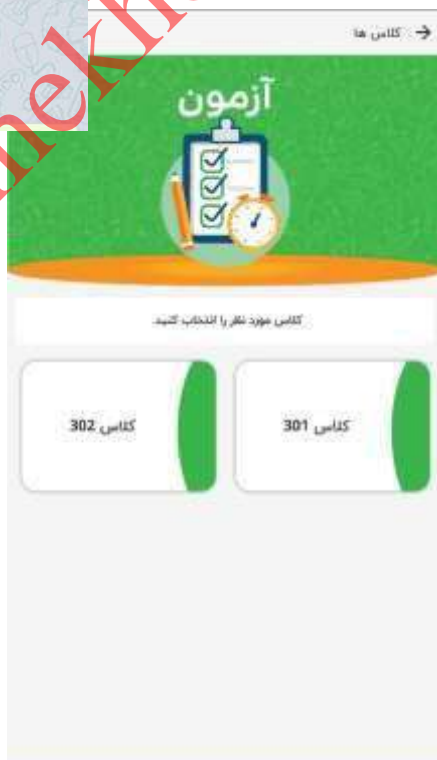 کلاس ها
آزمون
کلاس مورد نظر را انتخاب کنید.
کلاس 301
کلاس 302